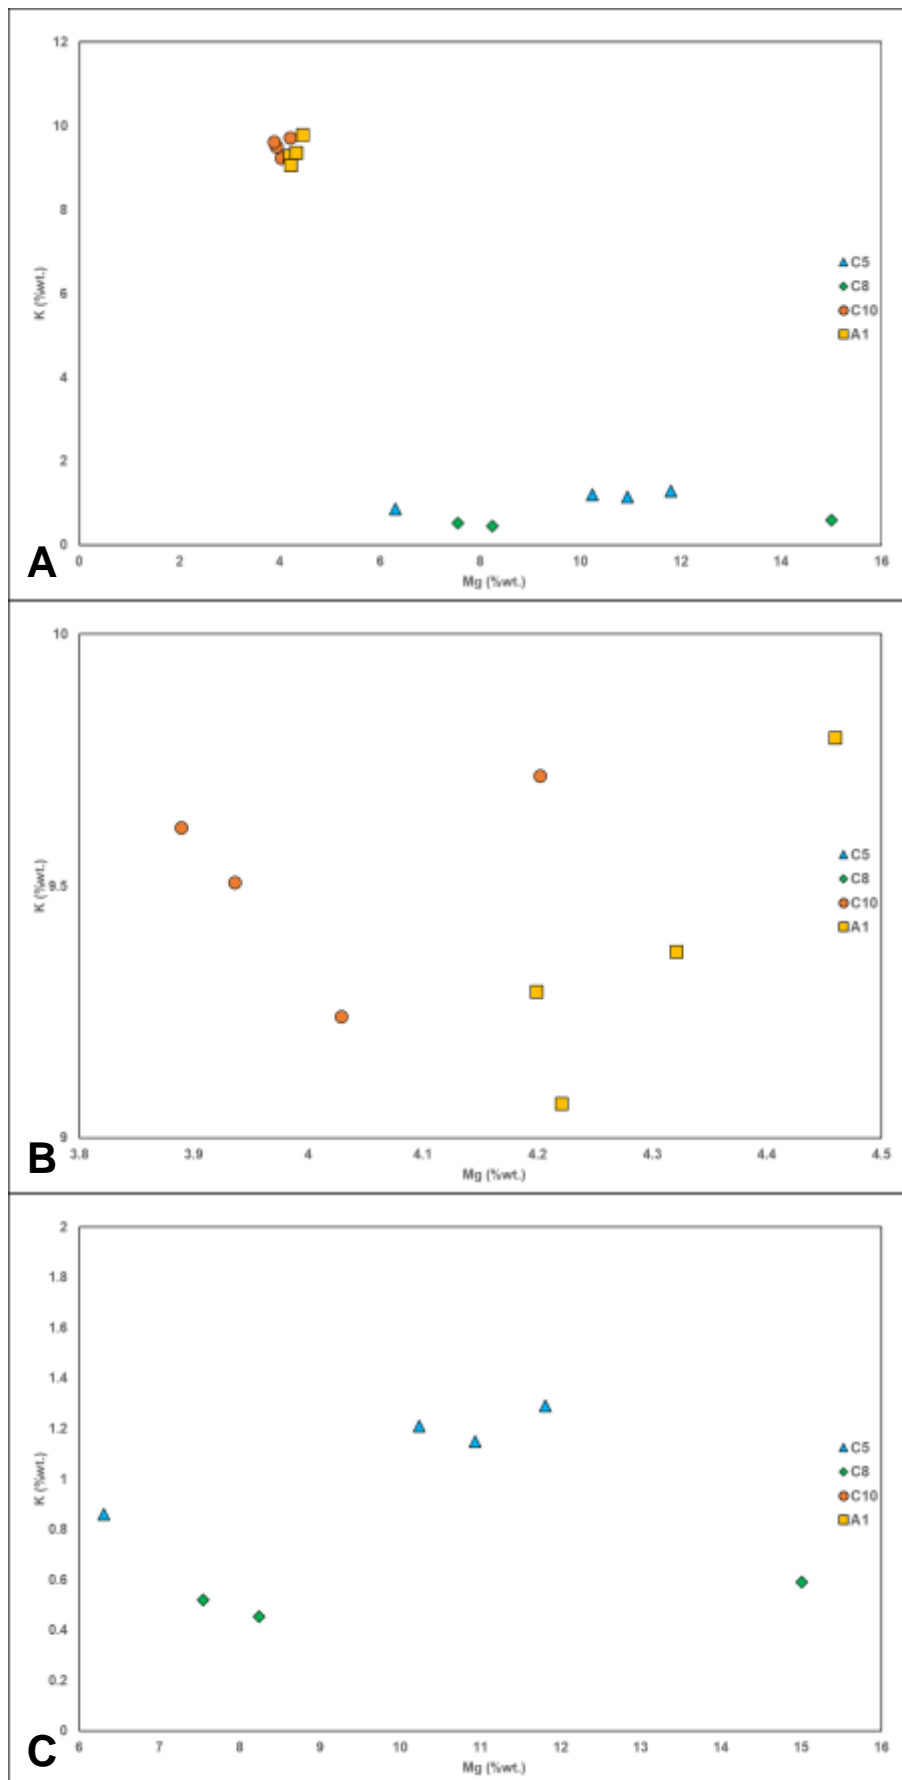 12
10
8
6
4
2
0
K (%wt.)
0 2 4 6 8 10 12 14 16
Mg (%wt.)
C5
C8
C10
A1
A
10
9.5
9
K (%wt.)
3.8 3.9 4 4.1 4.2 4.3 4.4 4.5
Mg (%wt.)
C5
C8
C10
A1
B
2
1.8
1.6
1.4
1.2
1
0.8
0.6
0.4
0.2
0
K (%wt.)
6 7 8 9 10 11 12 13 14 15 16
Mg (%wt.)
C5
C8
C10
A1
C